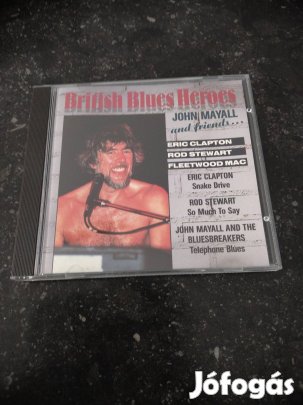 British Blues Heroes
JOHN MAYALL
and friends...
ERIC CLAPTON
ROD STEWART
FLEETWOOD MAC
ERIC CLAPTON
Snake Drive
ROD STEWART
So Much To Say
JOHN MAYALL AND THE
BLUESBREAKERS
Telephone Blues
Jófogás